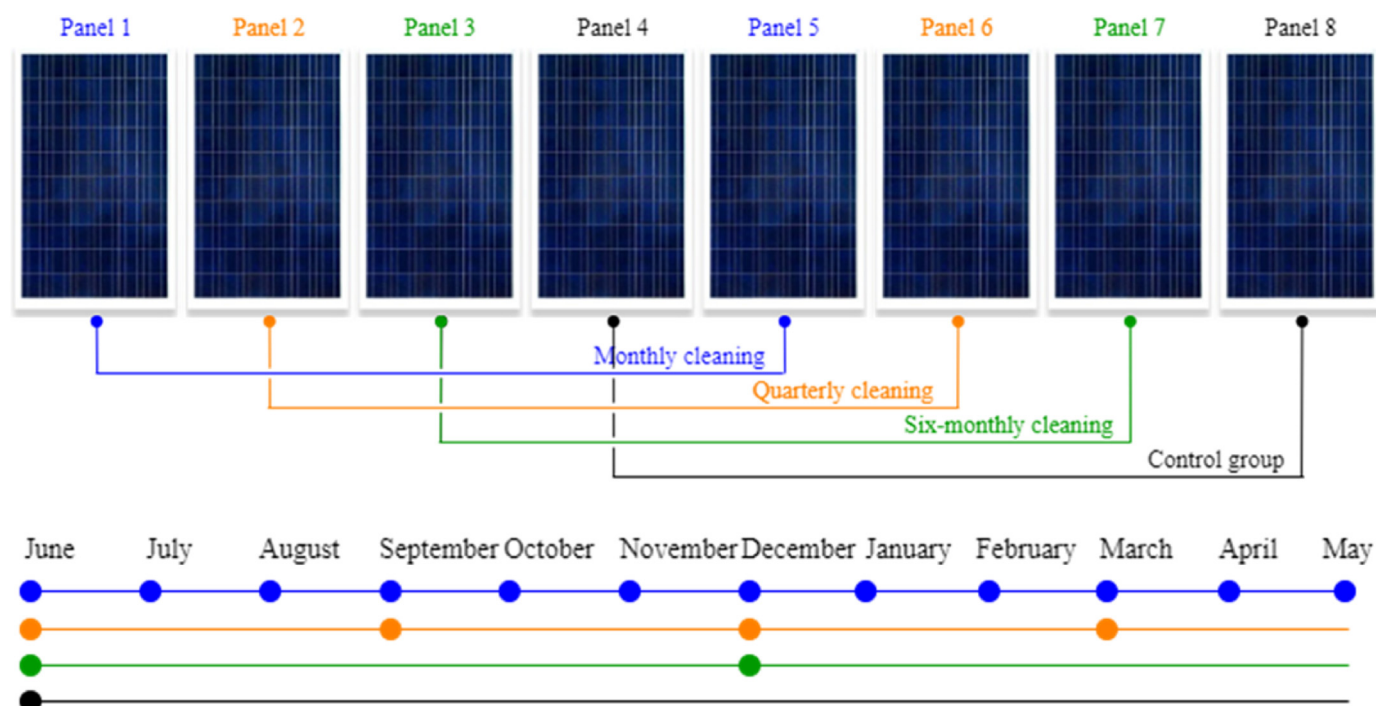 Panel 1 Panel 2 Panel 3 Panel 4 Panel 5 Panel 6 Panel 7 Panel 8
Monthly cleaning
Quarterly cleaning
Six-monthly cleaning
Control group
June July August September October November December January February March April May